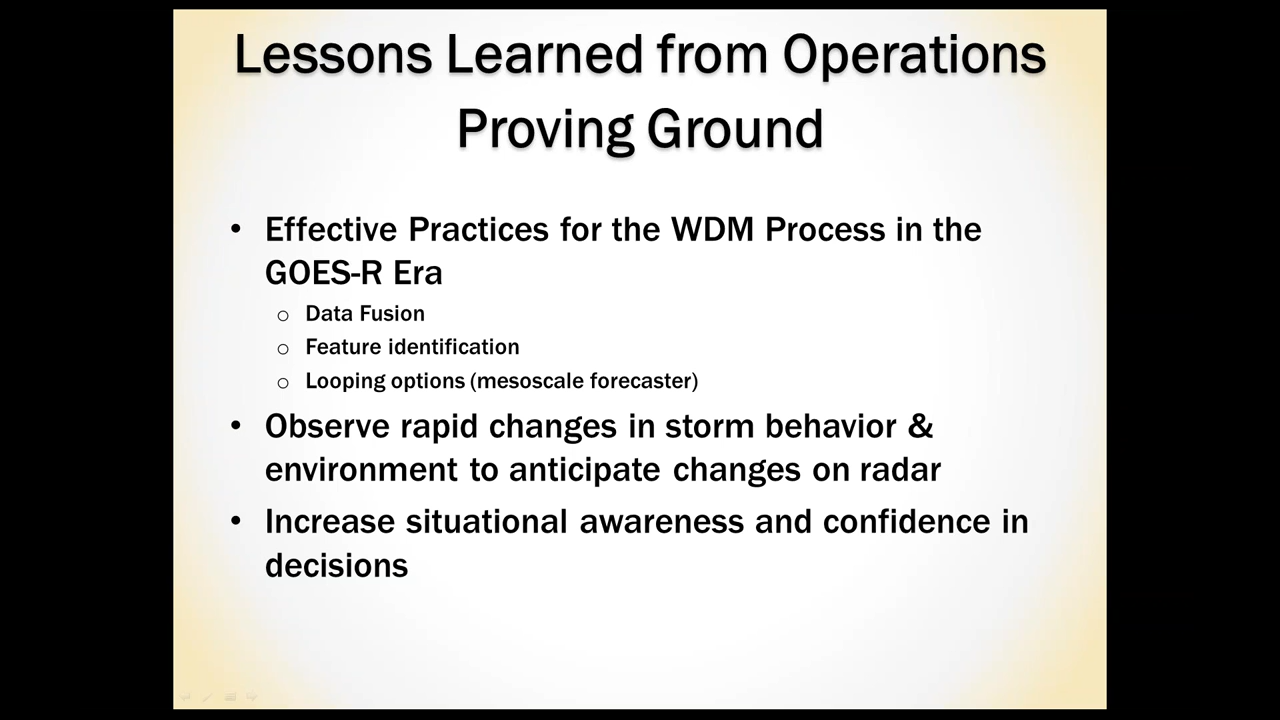 Lessons Learned from Operations
Proving Ground
• Effective Practices for the WDM Process in the
GOES-R Era
○ Data Fusion
○ Feature identification
○ Looping options (mesoscale forecaster)
• Observe rapid changes in storm behavior &
environment to anticipate changes on radar
• Increase situational awareness and confidence in
decisions